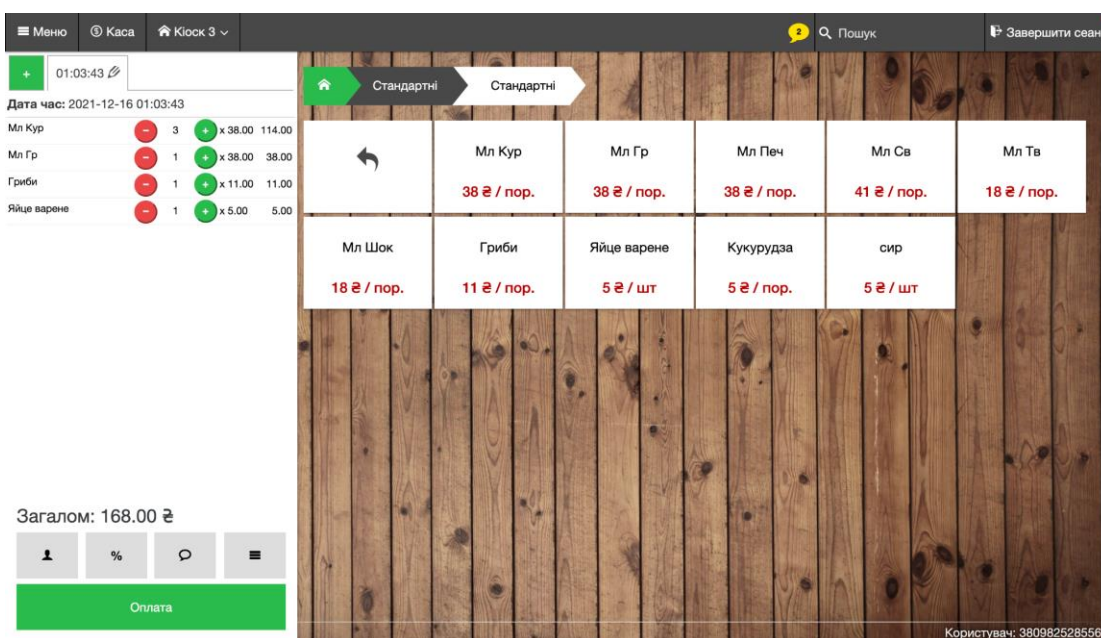 Меню Каса Кіоск 3 2 Пошук Завершити сеан
+ 01:03:43
Дата час: 2021-12-16 01:03:43
Мл Кур - 3 + x 38.00 114.00
Мл Гр - 1 + x 38.00 38.00
Гриби - 1 + x 11.00 11.00
Яйце варене - 1 + x 5.00 5.00
Загалом: 168.00 ₴
%
Оплата
Стандартні Стандартні
Мл Кур Мл Гр Мл Печ Мл Св Мл Тв
38 ₴ / пор. 38 ₴ / пор. 38 ₴ / пор. 41 ₴ / пор. 18 ₴ / пор.
Мл Шок Гриби Яйце варене Кукурудза сир
18 ₴ / пор. 11 ₴ / пор. 5 ₴ / шт 5 ₴ / пор. 5 ₴ / шт
Користувач: 380982528556